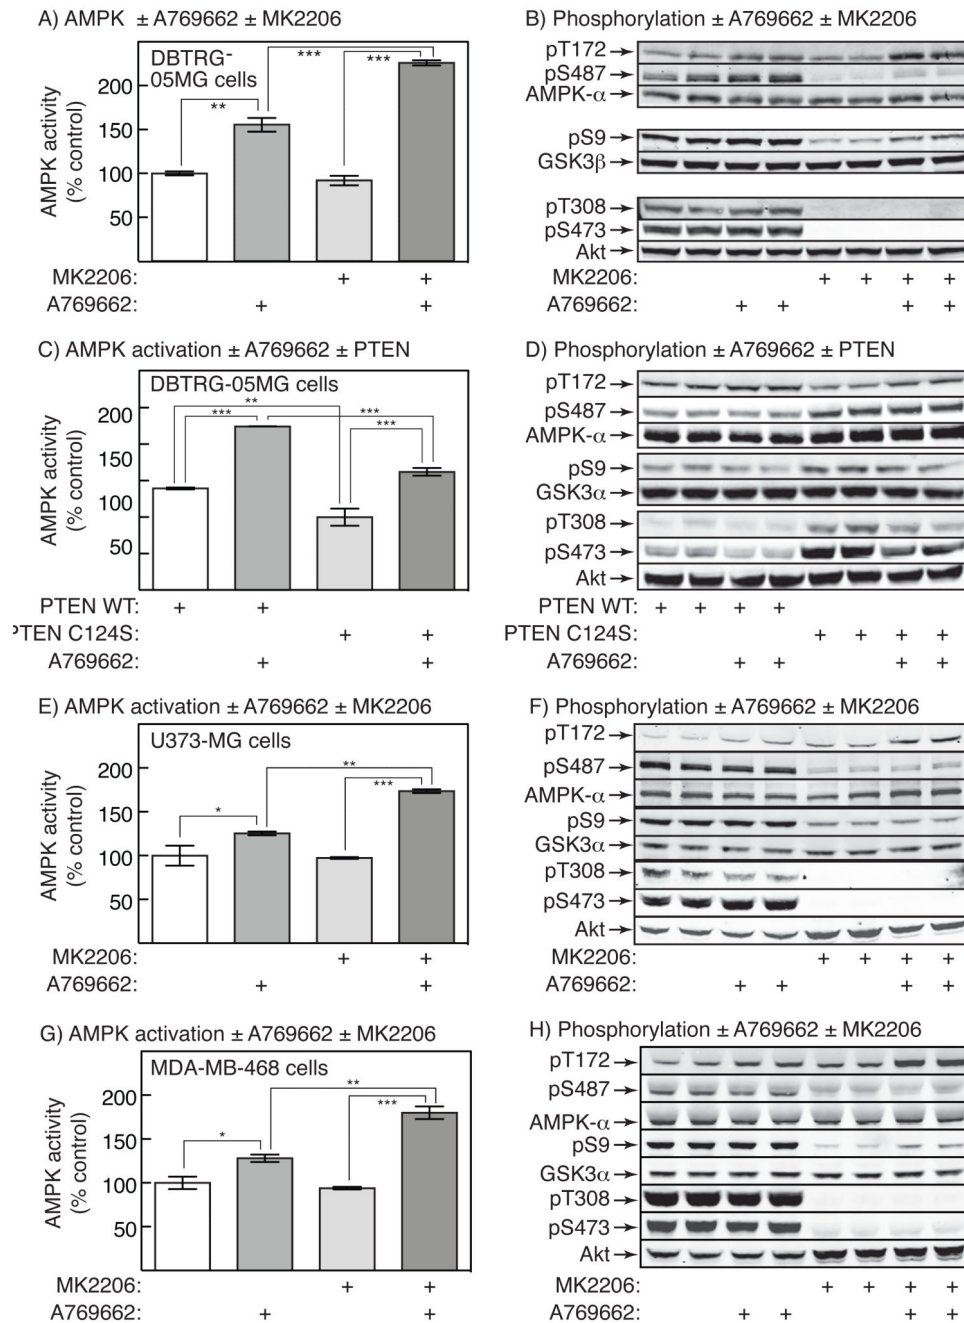 A) AMPK ± A769662 ± MK2206
DBTRG-
05MG cells
AMPK activity
(% control)
200
150
100
50
** *** ***
MK2206: + +
A769662: + +
B) Phosphorylation ± A769662 ± MK2206
pT172
pS487
AMPK-α
pS9
GSK3β
pT308
pS473
Akt
MK2206: + + + +
A769662: + + + +
C) AMPK activation ± A769662 ± PTEN
DBTRG-05MG cells
AMPK activity
(% control)
200
150
100
50
** *** *** ***
PTEN WT: + +
PTEN C124S: + +
A769662: + +
D) Phosphorylation ± A769662 ± PTEN
pT172
pS487
AMPK-α
pS9
GSK3α
pT308
pS473
Akt
PTEN WT: + + + +
PTEN C124S: + + + +
A769662: + + + +
E) AMPK activation ± A769662 ± MK2206
U373-MG cells
AMPK activity
(% control)
200
150
100
50
* ** ***
MK2206: + +
A769662: + +
F) Phosphorylation ± A769662 ± MK2206
pT172
pS487
AMPK-α
pS9
GSK3α
pT308
pS473
Akt
MK2206: + + + +
A769662: + + + +
G) AMPK activation ± A769662 ± MK2206
MDA-MB-468 cells
AMPK activity
(% control)
200
150
100
50
* ** ***
MK2206: + +
A769662: + +
H) Phosphorylation ± A769662 ± MK2206
pT172
pS487
AMPK-α
pS9
GSK3α
pT308
pS473
Akt
MK2206: + + + +
A769662: + + + +